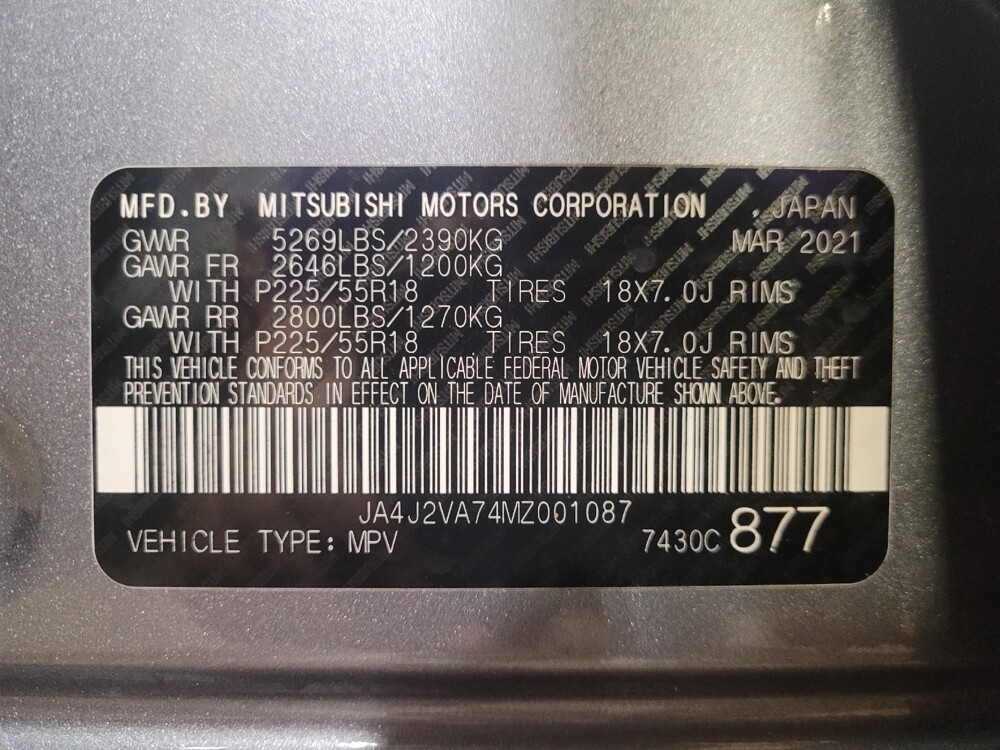 MFD.BY MITSUBISHI MOTORS CORPORATION , JAPAN
GVWR 5269LBS/2390KG MAR 2021
GAWR FR 2646LBS/1200KG
WITH P225/55R18 TIRES 18X7.0J RIMS
GAWR RR 2800LBS/1270KG
WITH P225/55R18 TIRES 18X7.0J RIMS
THIS VEHICLE CONFORMS TO ALL APPLICABLE FEDERAL MOTOR VEHICLE SAFETY AND THEFT
PREVENTION STANDARDS IN EFFECT ON THE DATE OF MANUFACTURE SHOWN ABOVE.
JA4J2VA74MZ001087
VEHICLE TYPE: MPV 7430C 877